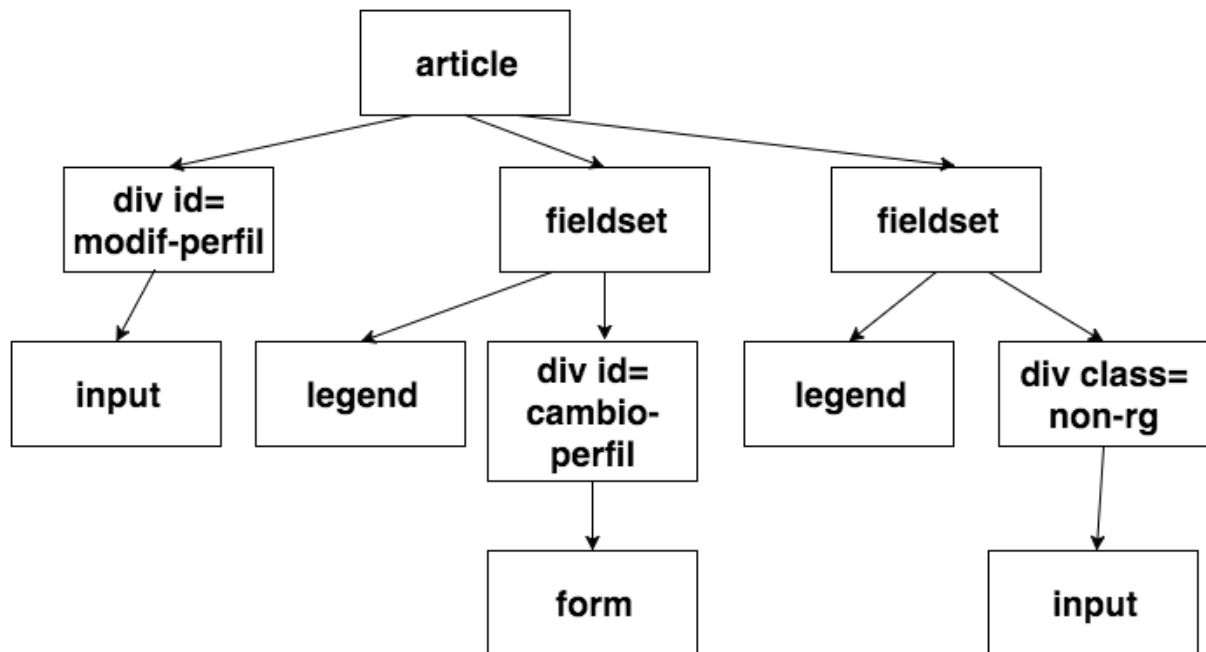 article
div id=
modif-perfil
fieldset
fieldset
input
legend
div id=
cambio-
perfil
legend
div class=
non-rg
form
input